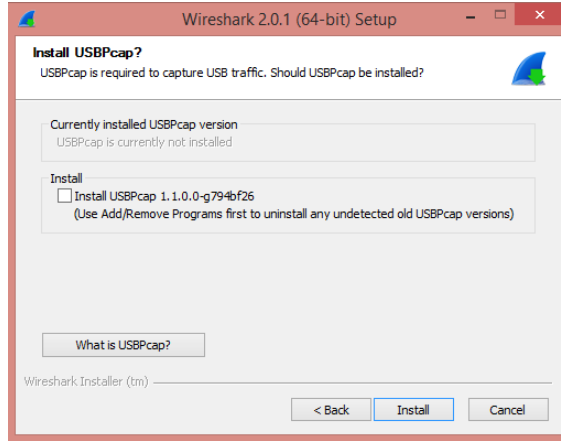 Wireshark 2.0.1 (64-bit) Setup
Install USBPcap?
USBPcap is required to capture USB traffic. Should USBPcap be installed?
Currently installed USBPcap version
USBPcap is currently not installed
Install
Install USBPcap 1.1.0.0-g794bf26
(Use Add/Remove Programs first to uninstall any undetected old USBPcap versions)
What is USBPcap?
Wireshark Installer (tm)
< Back Install Cancel